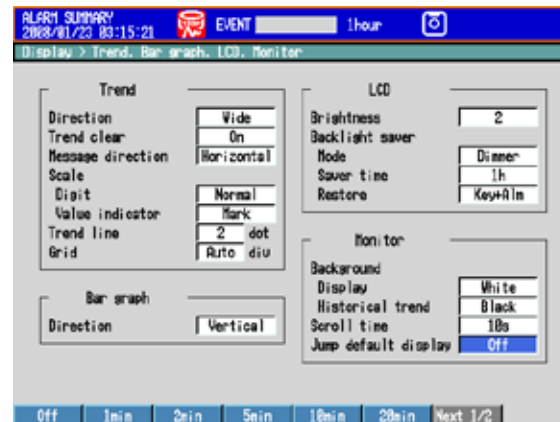 ALARM SUMMARY
2008/01/23 03:15:21
EVENT
1hour
Display > Trend, Bar graph, LCD, Monitor
Trend
Direction Wide
Trend clear On
Message direction Horizontal
Scale
Digit Normal
Value indicator Mark
Trend line 2 dot
Grid Auto div
Bar graph
Direction Vertical
LCD
Brightness 2
Backlight saver
Mode Dimmer
Saver time 1h
Restore Key+Alm
Monitor
Background
Display White
Historical trend Black
Scroll time 10s
Jump default display Off
Off 1min 2min 5min 10min 20min Next 1/2